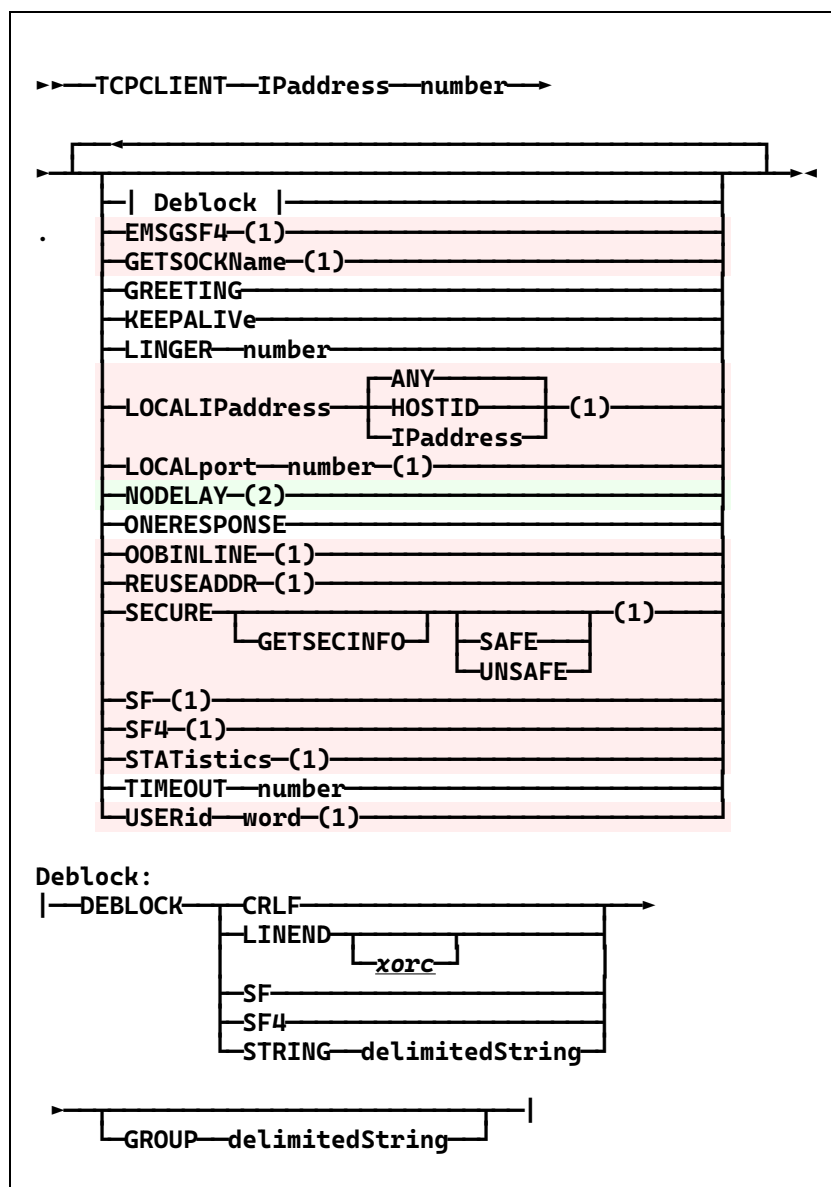 TCPCLIENT IPaddress number
| Deblock |
. EMSGSF4 (1)
GETSOCKName (1)
GREETING
KEEPALIVe
LINGER number
ANY
LOCALIPaddress HOSTID (1)
IPaddress
LOCALport number (1)
NODELAY (2)
ONERESPONSE
OOBINLINE (1)
REUSEADDR (1)
SECURE (1)
GETSECINFO SAFE
UNSAFE
SF (1)
SF4 (1)
STATistics (1)
TIMEOUT number
USERid word (1)
Deblock:
DEBLOCK CRLF
LINEND
xorc
SF
SF4
STRING delimitedString
GROUP delimitedString